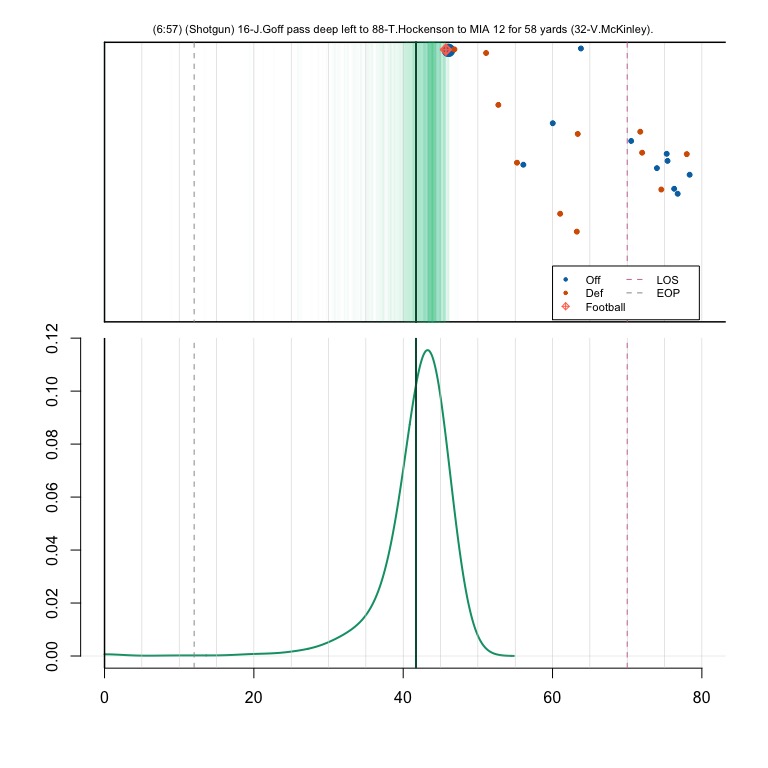 (6:57) (Shotgun) 16-J.Goff pass deep left to 88-T.Hockenson to MIA 12 for 58 yards (32-V.McKinley).
Off LOS
Def EOP
Football
0.12
0.10
0.08
0.06
0.04
0.02
0.00
0 20 40 60 80